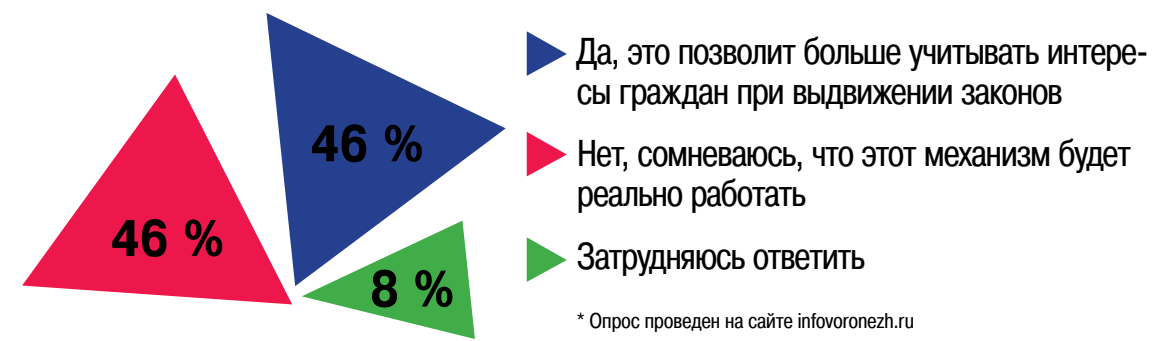 46 %
46 %
8 %
Да, это позволит больше учитывать интере-
сы граждан при выдвижении законов
Нет, сомневаюсь, что этот механизм будет
реально работать
Затрудняюсь ответить
* Опрос проведен на сайте infovoronezh.ru